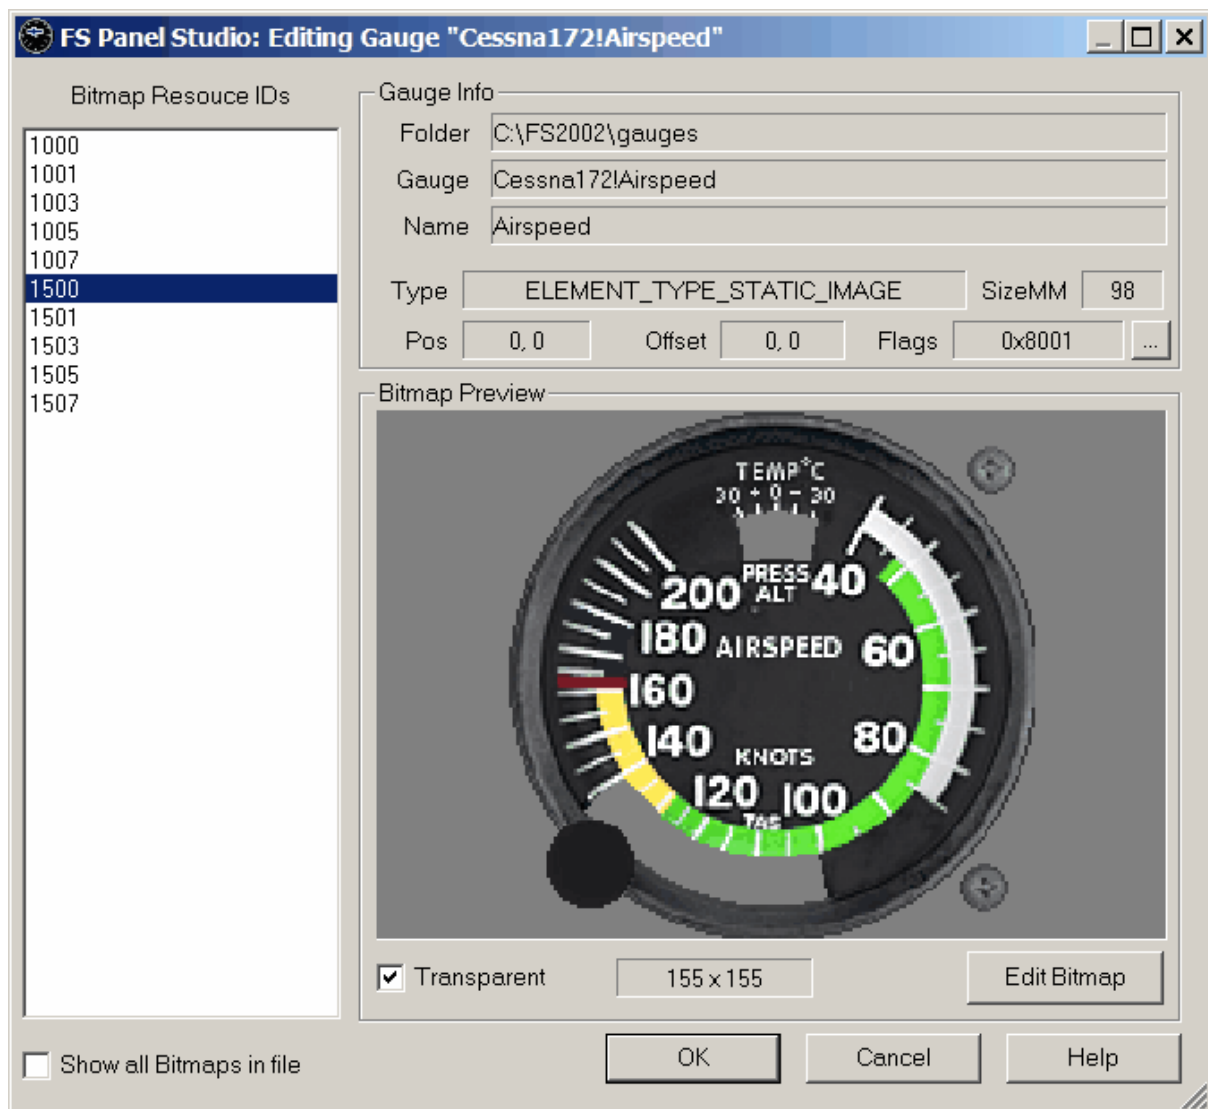 FS Panel Studio: Editing Gauge "Cessna172!Airspeed"
Bitmap Resouce IDs
1000
1001
1003
1005
1007
1500
1501
1503
1505
1507
Show all Bitmaps in file
Gauge Info
Folder C:\FS2002\gauges
Gauge Cessna172!Airspeed
Name Airspeed
Type ELEMENT_TYPE_STATIC_IMAGE SizeMM 98
Pos 0, 0 Offset 0, 0 Flags 0x8001 ...
Bitmap Preview
TEMP°C
30 + 0 - 30
200 PRESS ALT 40
180 AIRSPEED 60
160
140 KNOTS 80
120 100
TAS
Transparent 155 x 155 Edit Bitmap
OK Cancel Help